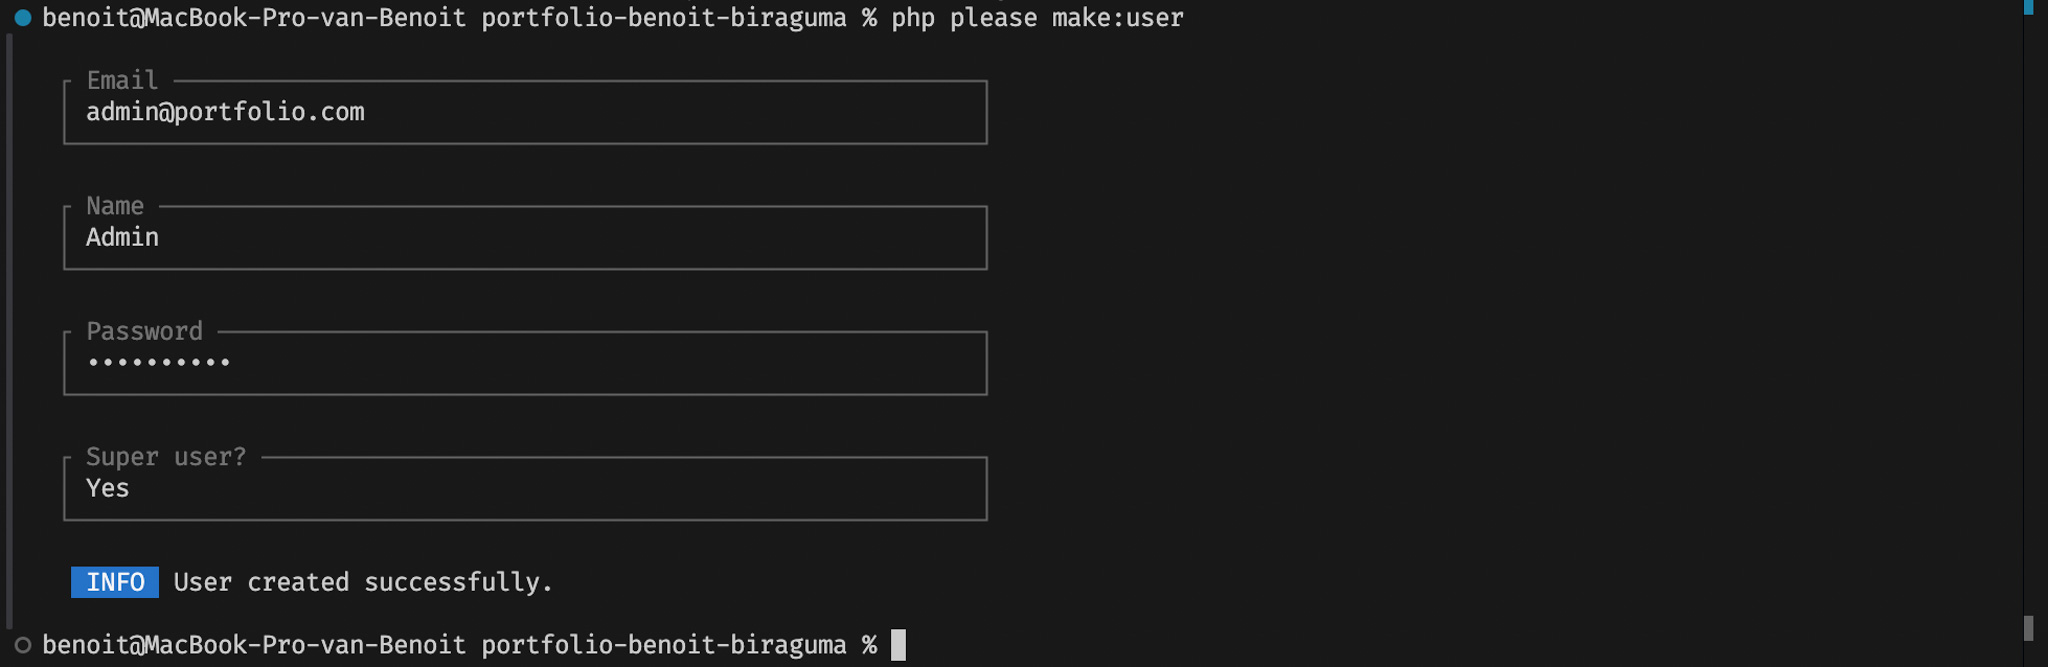 benoit@MacBook-Pro-van-Benoit portfolio-benoit-biraguma % php please make:user
Email
admin@portfolio.com
Name
Admin
Password
••••••••••
Super user?
Yes
INFO User created successfully.
benoit@MacBook-Pro-van-Benoit portfolio-benoit-biraguma %